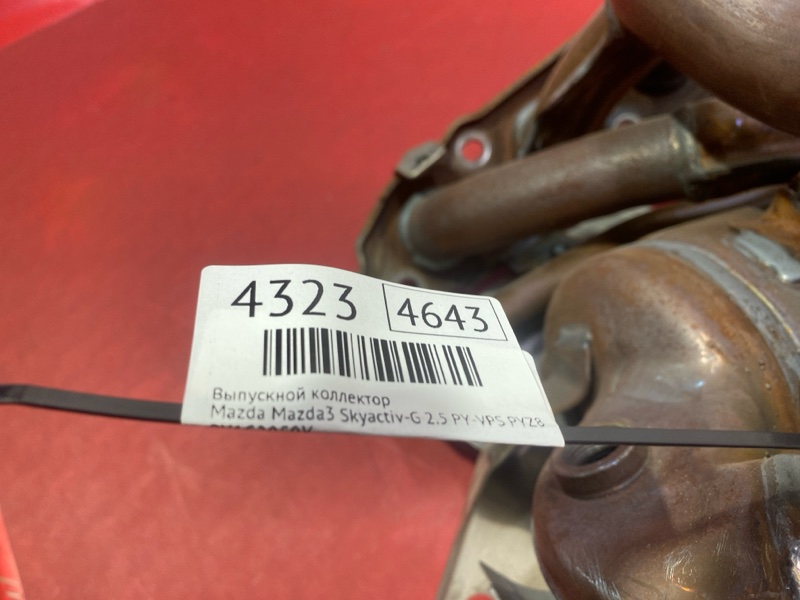 4323 4643
Выпускной коллектор
Mazda Mazda3 Skyactiv-G 2.5 PY-VPS PYZ8